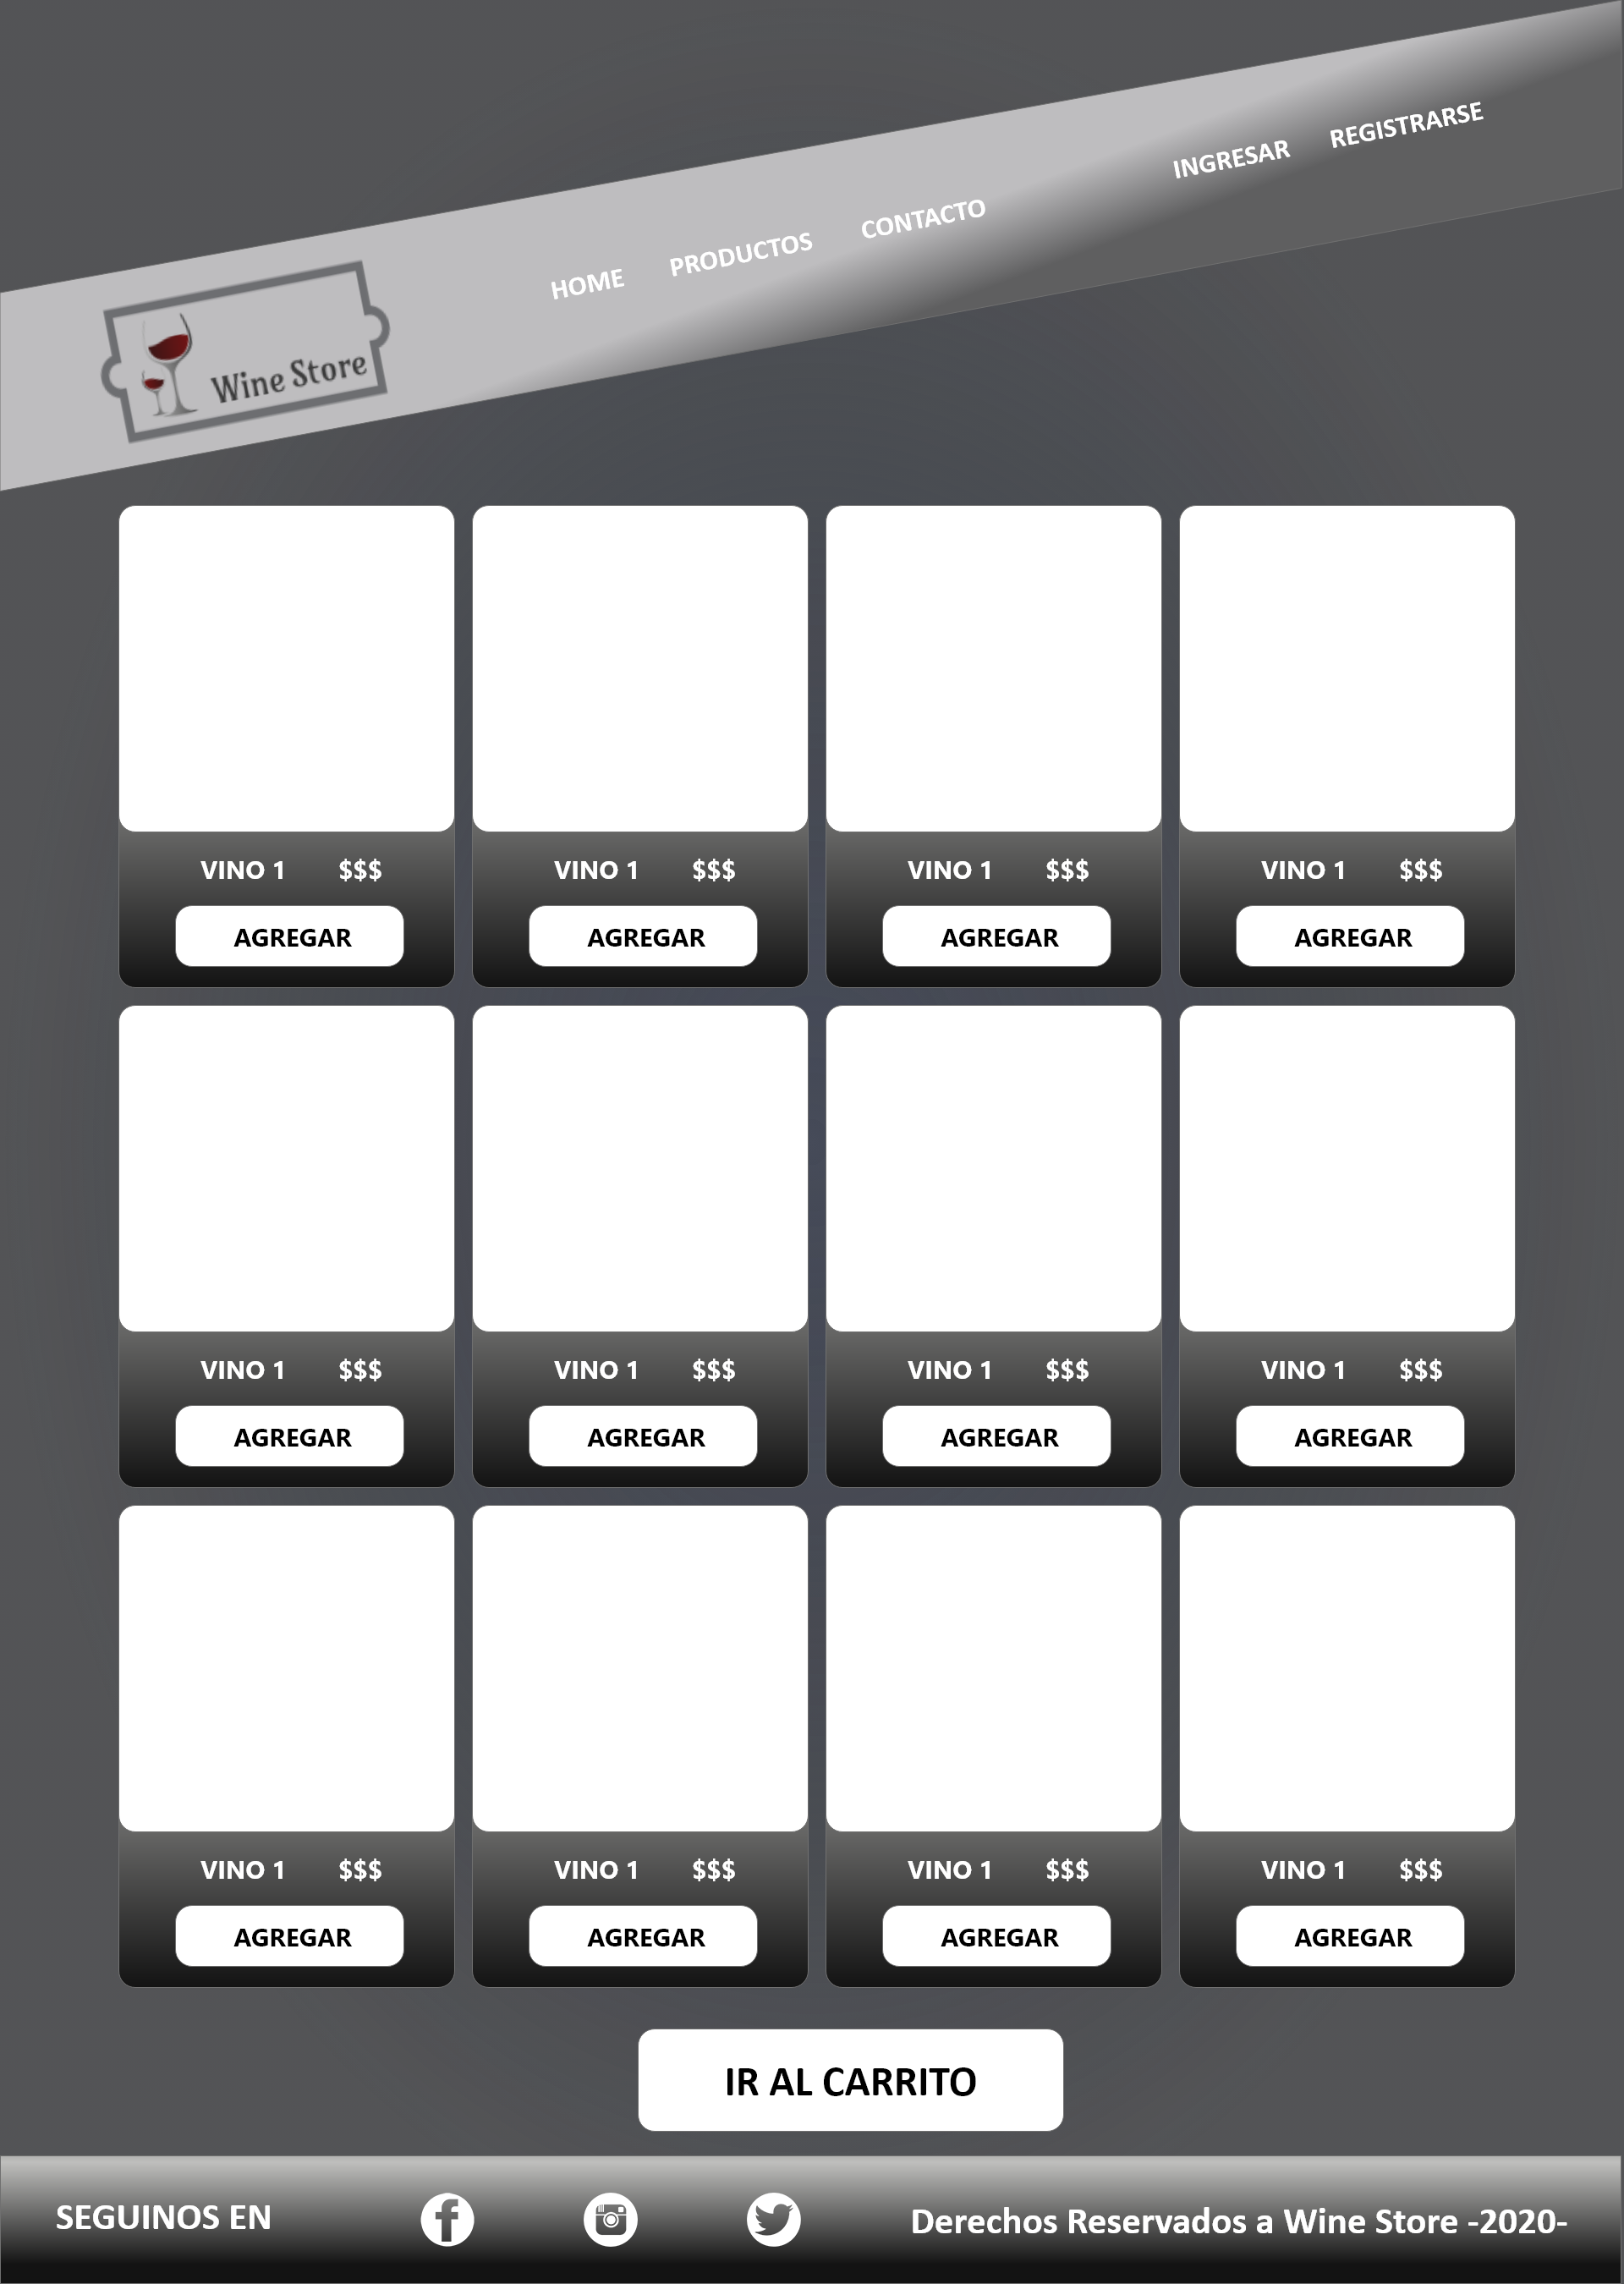 HOME PRODUCTOS CONTACTO INGRESAR REGISTRARSE
Wine Store
VINO 1 $$$ VINO 1 $$$ VINO 1 $$$ VINO 1 $$$
AGREGAR AGREGAR AGREGAR AGREGAR
VINO 1 $$$ VINO 1 $$$ VINO 1 $$$ VINO 1 $$$
AGREGAR AGREGAR AGREGAR AGREGAR
VINO 1 $$$ VINO 1 $$$ VINO 1 $$$ VINO 1 $$$
AGREGAR AGREGAR AGREGAR AGREGAR
IR AL CARRITO
SEGUINOS EN Derechos Reservados a Wine Store -2020-